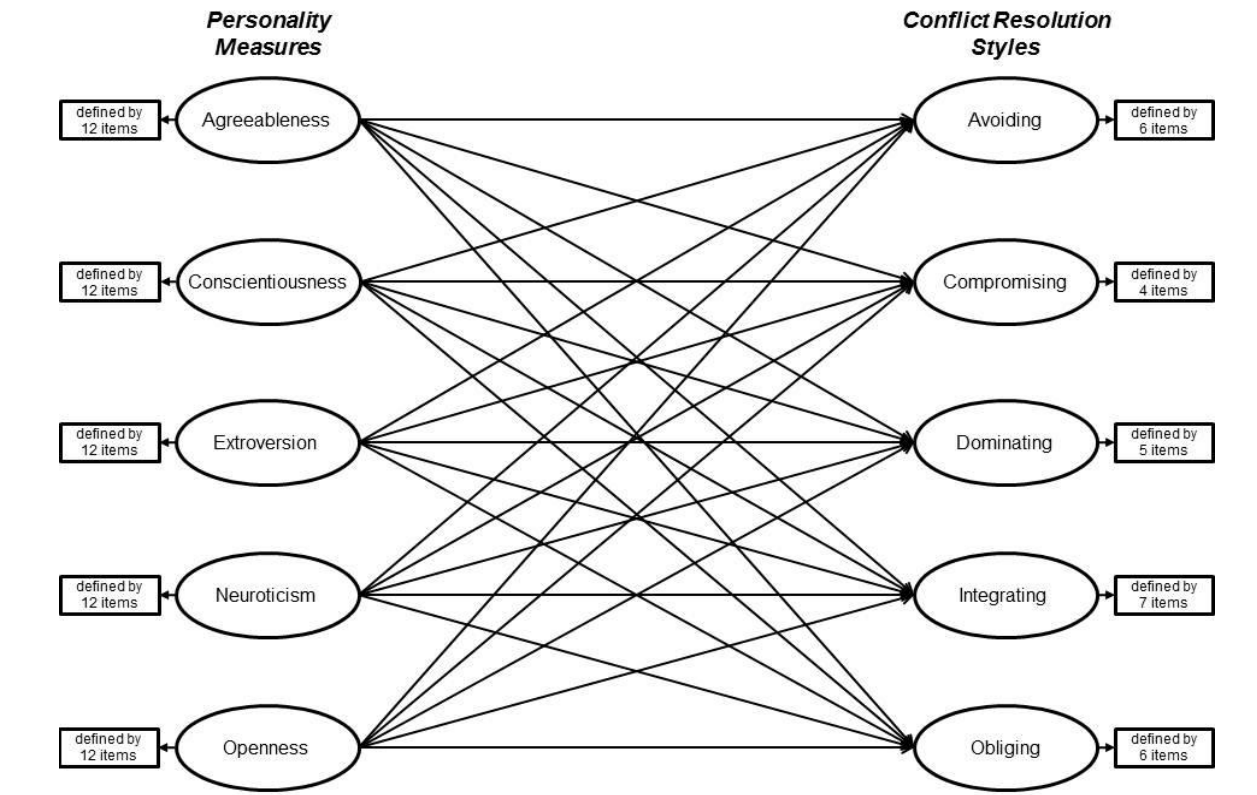 Personality
Measures
Conflict Resolution
Styles
defined by
12 items
Agreeableness
Avoiding
defined by
6 items
defined by
12 items
Conscientiousness
Compromising
defined by
4 items
defined by
12 items
Extroversion
Dominating
defined by
5 items
defined by
12 items
Neuroticism
Integrating
defined by
7 items
defined by
12 items
Openness
Obliging
defined by
6 items